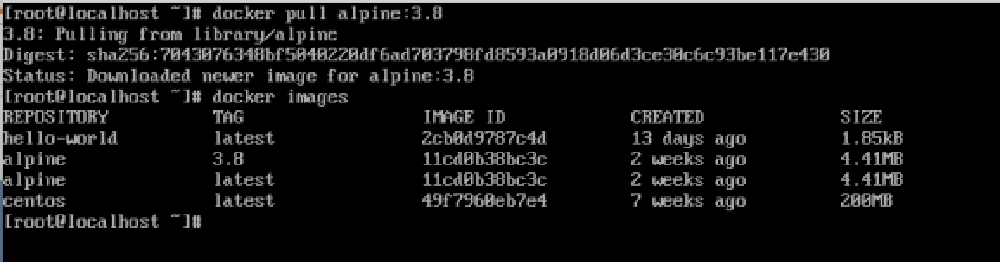 [root@localhost ~]# docker pull alpine:3.8
3.8: Pulling from library/alpine
Digest: sha256:7043076348bf5040220df6ad703798fd8593a0918d06d3ce30c6c93be117e430
Status: Downloaded newer image for alpine:3.8
[root@localhost ~]# docker images
REPOSITORY TAG IMAGE ID CREATED SIZE
hello-world latest 2cb0d9787c4d 13 days ago 1.85kB
alpine 3.8 11cd0b38bc3c 2 weeks ago 4.41MB
alpine latest 11cd0b38bc3c 2 weeks ago 4.41MB
centos latest 49f7960eb7e4 7 weeks ago 200MB
[root@localhost ~]#